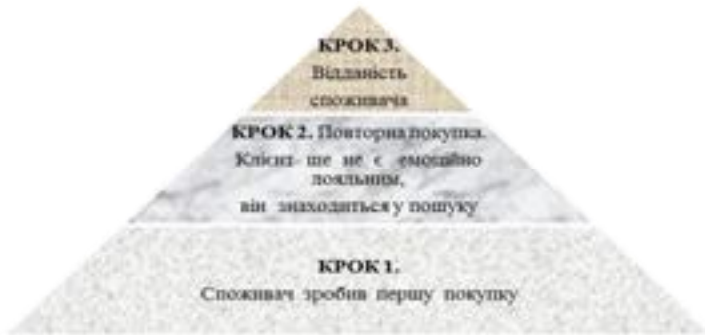 КРОК 3.
Відданість
споживача
КРОК 2. Повторна покупка.
Клієнт ще не є емоційно
лояльним,
він знаходиться у пошуку
КРОК 1.
Споживач зробив першу покупку